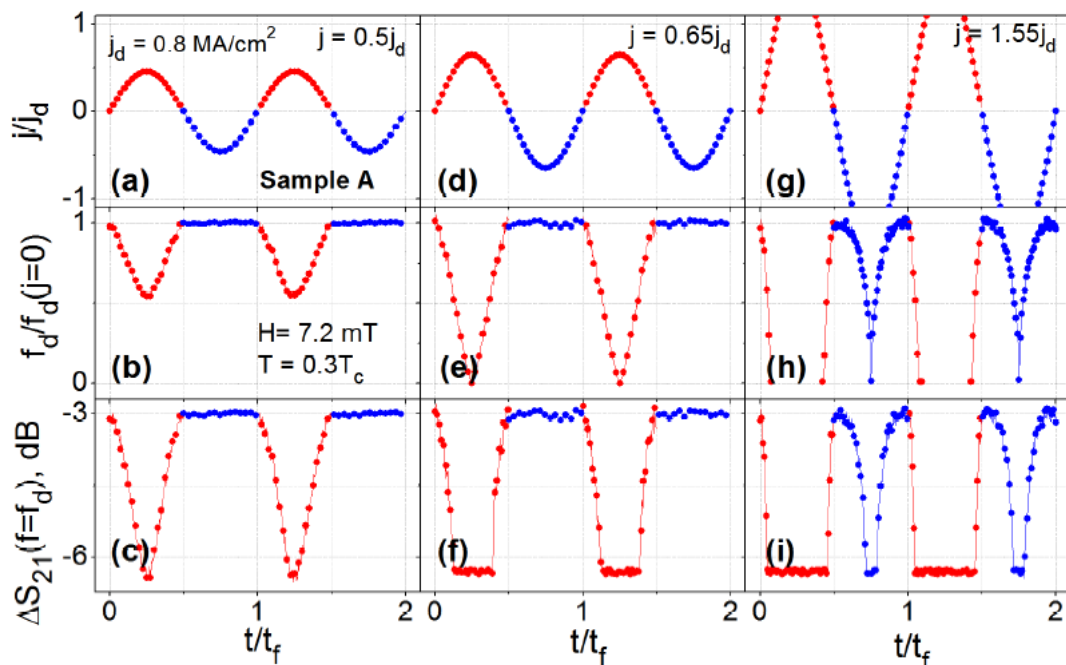 j_d = 0.8 MA/cm² j = 0.5j_d j = 0.65j_d j = 1.55j_d
1
0
-1
j/j_d
(a) Sample A (d) (g)
1
0
f_d/f_d(j=0)
H= 7.2 mT
T = 0.3T_c
(b) (e) (h)
-3
-6
ΔS₂₁(f=f_d), dB
(c) (f) (i)
0 1 2 0 1 2 0 1 2
t/t_f t/t_f t/t_f